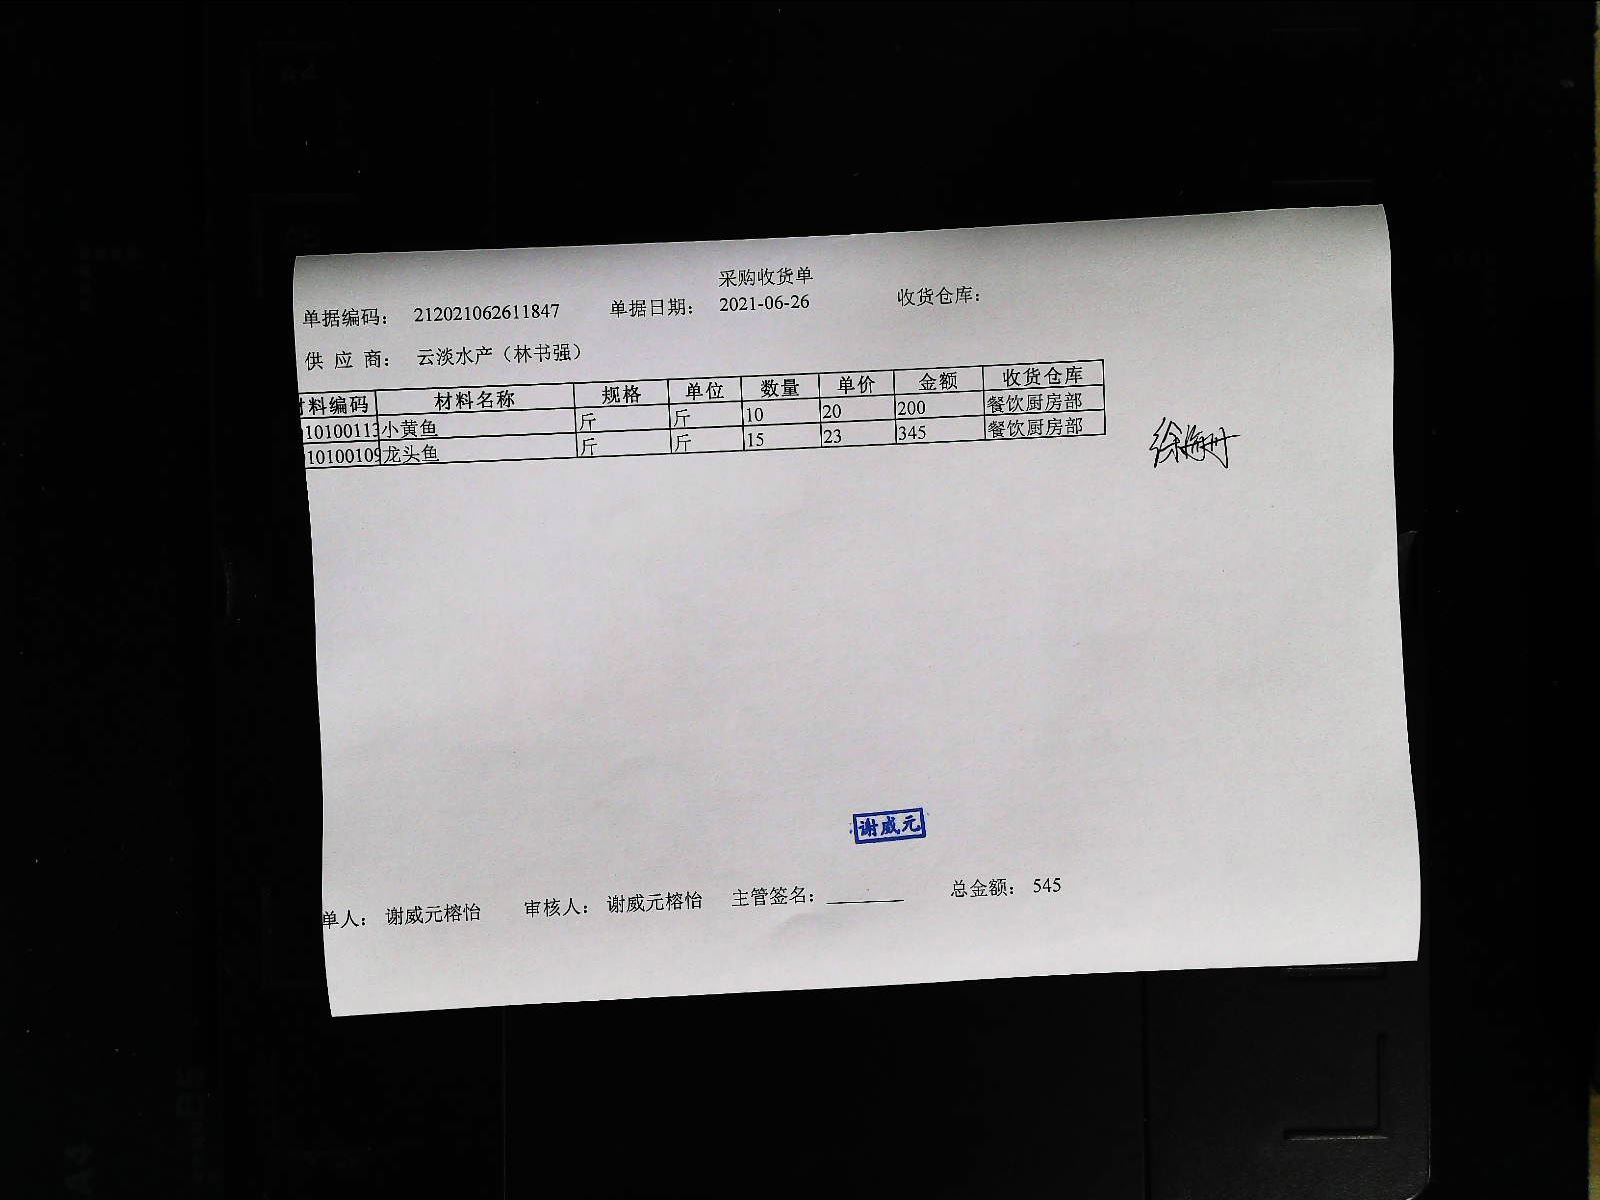 采购收货单
单据编码： 212021062611847 单据日期： 2021-06-26 收货仓库：
供 应 商： 云淡水产（林书强）
材料编码 材料名称 规格 单位 数量 单价 金额 收货仓库
10100113 小黄鱼 斤 斤 10 20 200 餐饮厨房部
10100109 龙头鱼 斤 斤 15 23 345 餐饮厨房部
谢威元
单人： 谢威元榕怡 审核人： 谢威元榕怡 主管签名： 总金额： 545